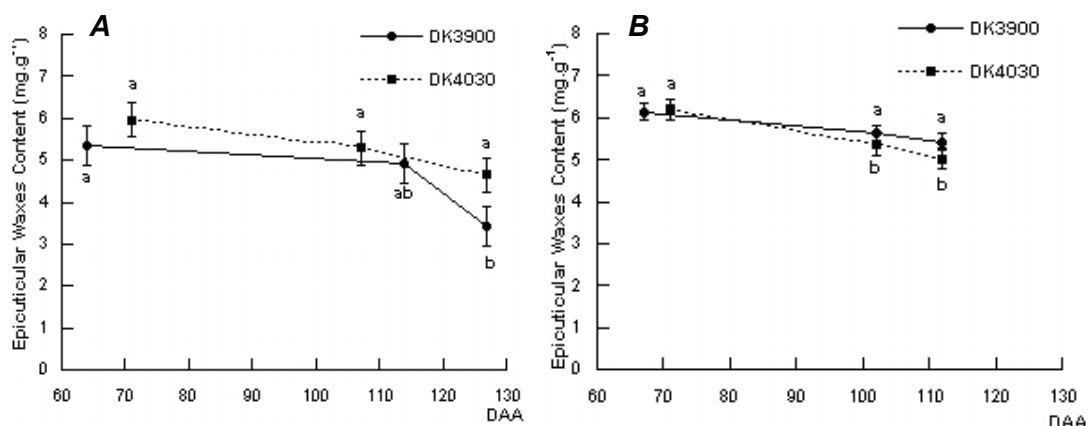 A
Epicuticular Waxes Content (mg.g⁻¹)
8
7
6
5
4
3
2
1
0
60 70 80 90 100 110 120 130
DAA
DK3900
DK4030
a
a
a
a
ab
b
B
Epicuticular Waxes Content (mg.g⁻¹)
8
7
6
5
4
3
2
1
0
60 70 80 90 100 110 120 130
DAA
DK3900
DK4030
a a
a
a
b
b